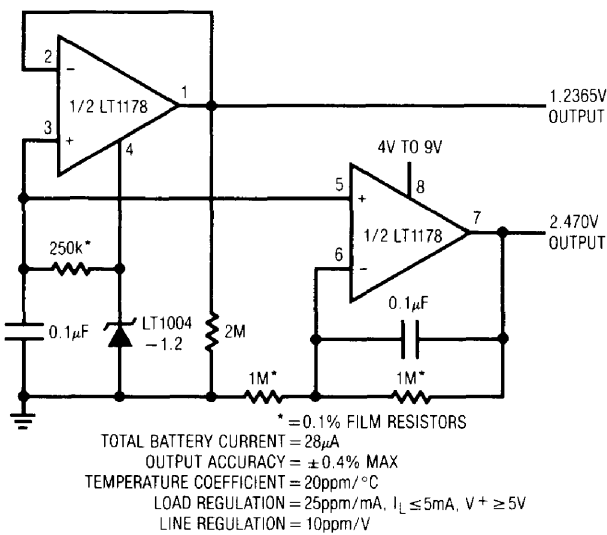 2
−
1/2 LT1178
1
3
+
4
1.2365V
OUTPUT
4V TO 9V
8
5
+
1/2 LT1178
7
6
−
2.470V
OUTPUT
250k*
0.1μF
LT1004
−1.2
2M
0.1μF
1M*
1M*
* = 0.1% FILM RESISTORS
TOTAL BATTERY CURRENT = 28μA
OUTPUT ACCURACY = ±0.4% MAX
TEMPERATURE COEFFICIENT = 20ppm/°C
LOAD REGULATION = 25ppm/mA, IL ≤ 5mA, V+ ≥ 5V
LINE REGULATION = 10ppm/V